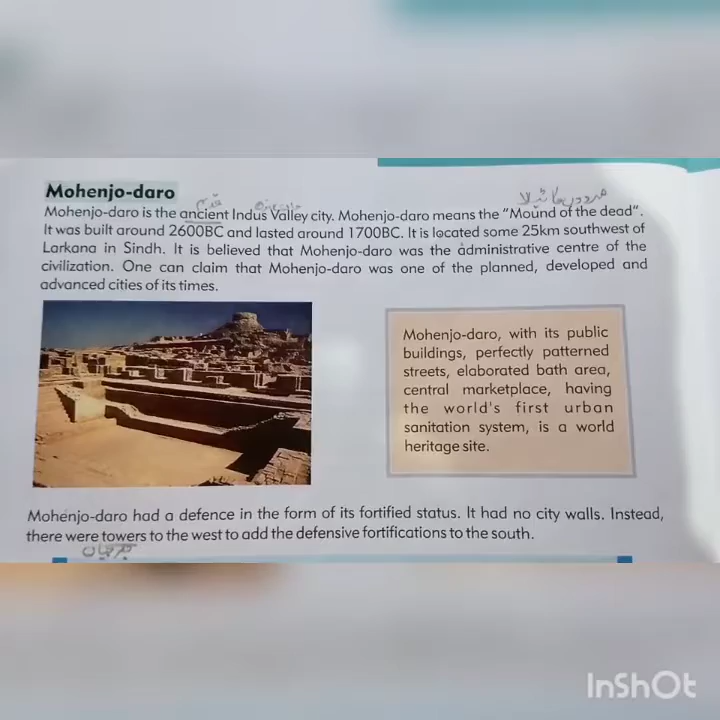 Mohenjo-daro
قدیم
مردوں کا ٹیلا
Mohenjo-daro is the ancient Indus Valley city. Mohenjo-daro means the "Mound of the dead".
It was built around 2600BC and lasted around 1700BC. It is located some 25km southwest of
Larkana in Sindh. It is believed that Mohenjo-daro was the administrative centre of the
civilization. One can claim that Mohenjo-daro was one of the planned, developed and
advanced cities of its times.
Mohenjo-daro, with its public
buildings, perfectly patterned
streets, elaborated bath area,
central marketplace, having
the world's first urban
sanitation system, is a world
heritage site.
Mohenjo-daro had a defence in the form of its fortified status. It had no city walls. Instead,
there were towers to the west to add the defensive fortifications to the south.
InShOt